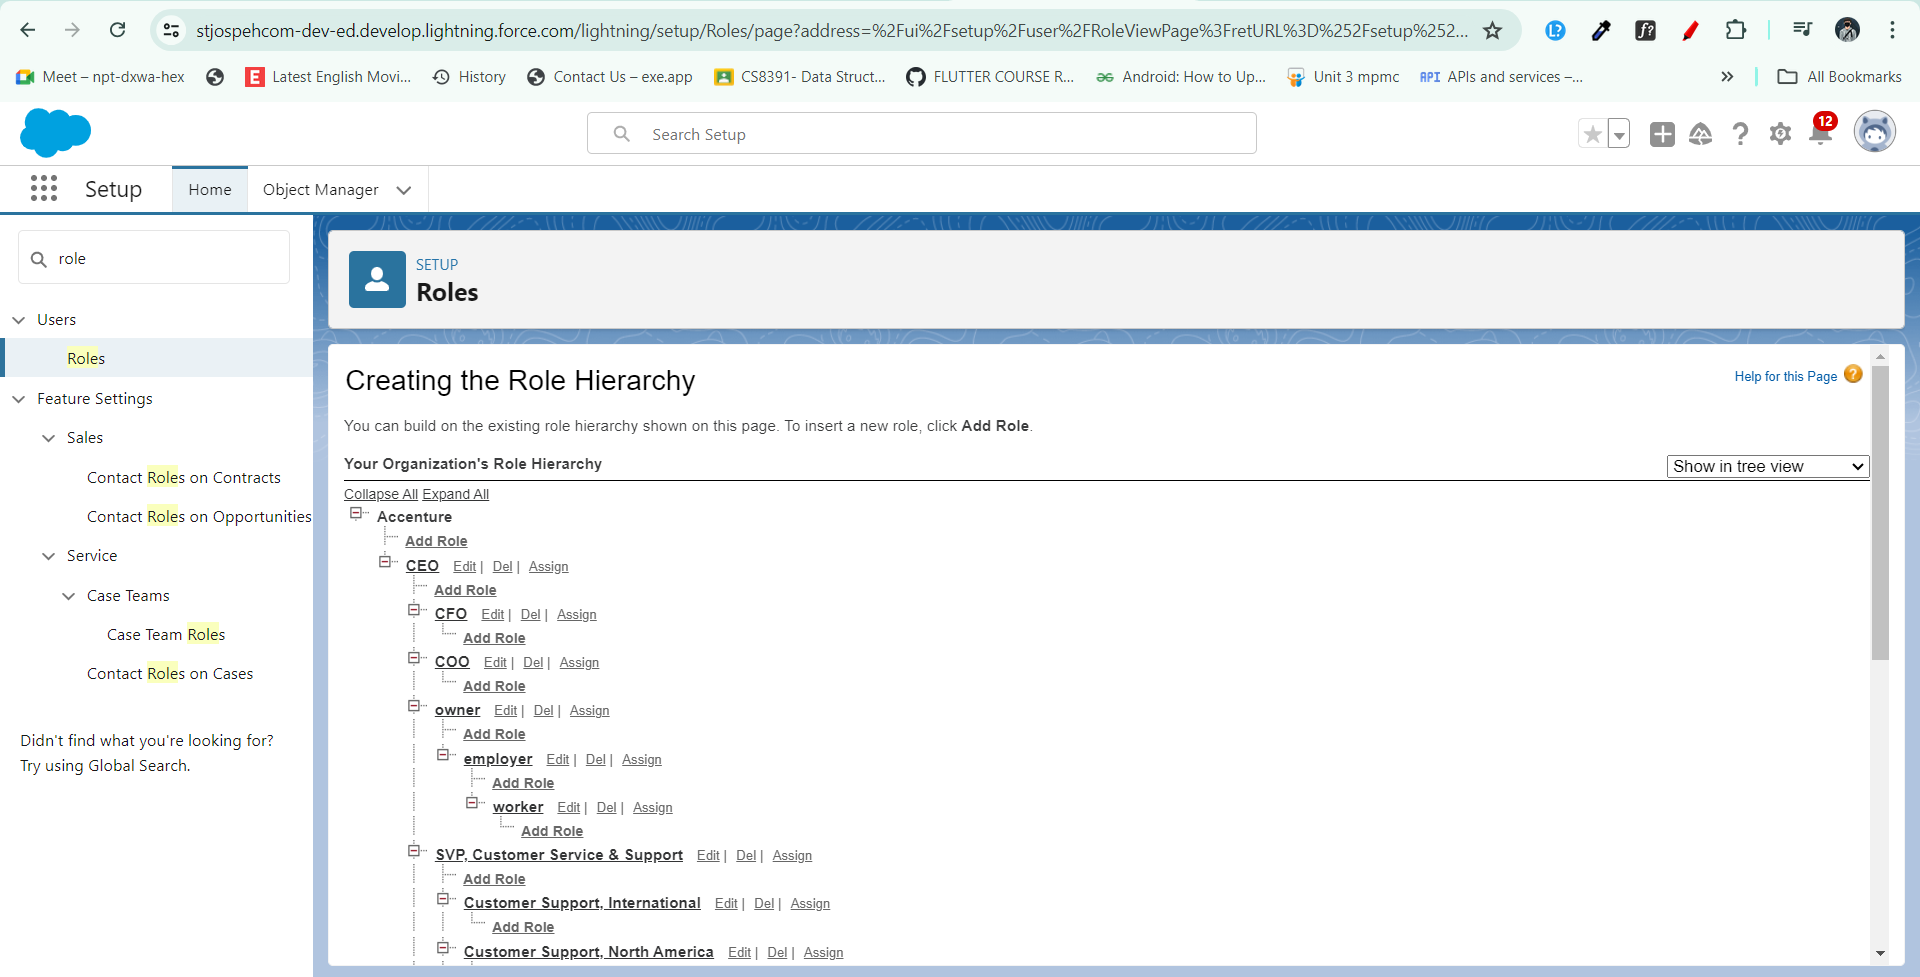 stjospehcom-dev-ed.develop.lightning.force.com/lightning/setup/Roles/page?address=%2Fui%2Fsetup%2Fuser%2FRoleViewPage%3FretURL%3D%252Fsetup%252...
Meet – npt-dxwa-hex
E Latest English Movi...
History
Contact Us – exe.app
CS8391- Data Struct...
FLUTTER COURSE R...
Android: How to Up...
Unit 3 mpmc
API APIs and services –...
»
All Bookmarks
Search Setup
12
Setup
Home
Object Manager
role
Users
Roles
Feature Settings
Sales
Contact Roles on Contracts
Contact Roles on Opportunities
Service
Case Teams
Case Team Roles
Contact Roles on Cases
Didn't find what you're looking for?
Try using Global Search.
SETUP
Roles
Creating the Role Hierarchy
Help for this Page ?
You can build on the existing role hierarchy shown on this page. To insert a new role, click Add Role.
Your Organization's Role Hierarchy
Show in tree view
Collapse All Expand All
Accenture
Add Role
CEO Edit | Del | Assign
Add Role
CFO Edit | Del | Assign
Add Role
COO Edit | Del | Assign
Add Role
owner Edit | Del | Assign
Add Role
employer Edit | Del | Assign
Add Role
worker Edit | Del | Assign
Add Role
SVP, Customer Service & Support Edit | Del | Assign
Add Role
Customer Support, International Edit | Del | Assign
Add Role
Customer Support, North America Edit | Del | Assign